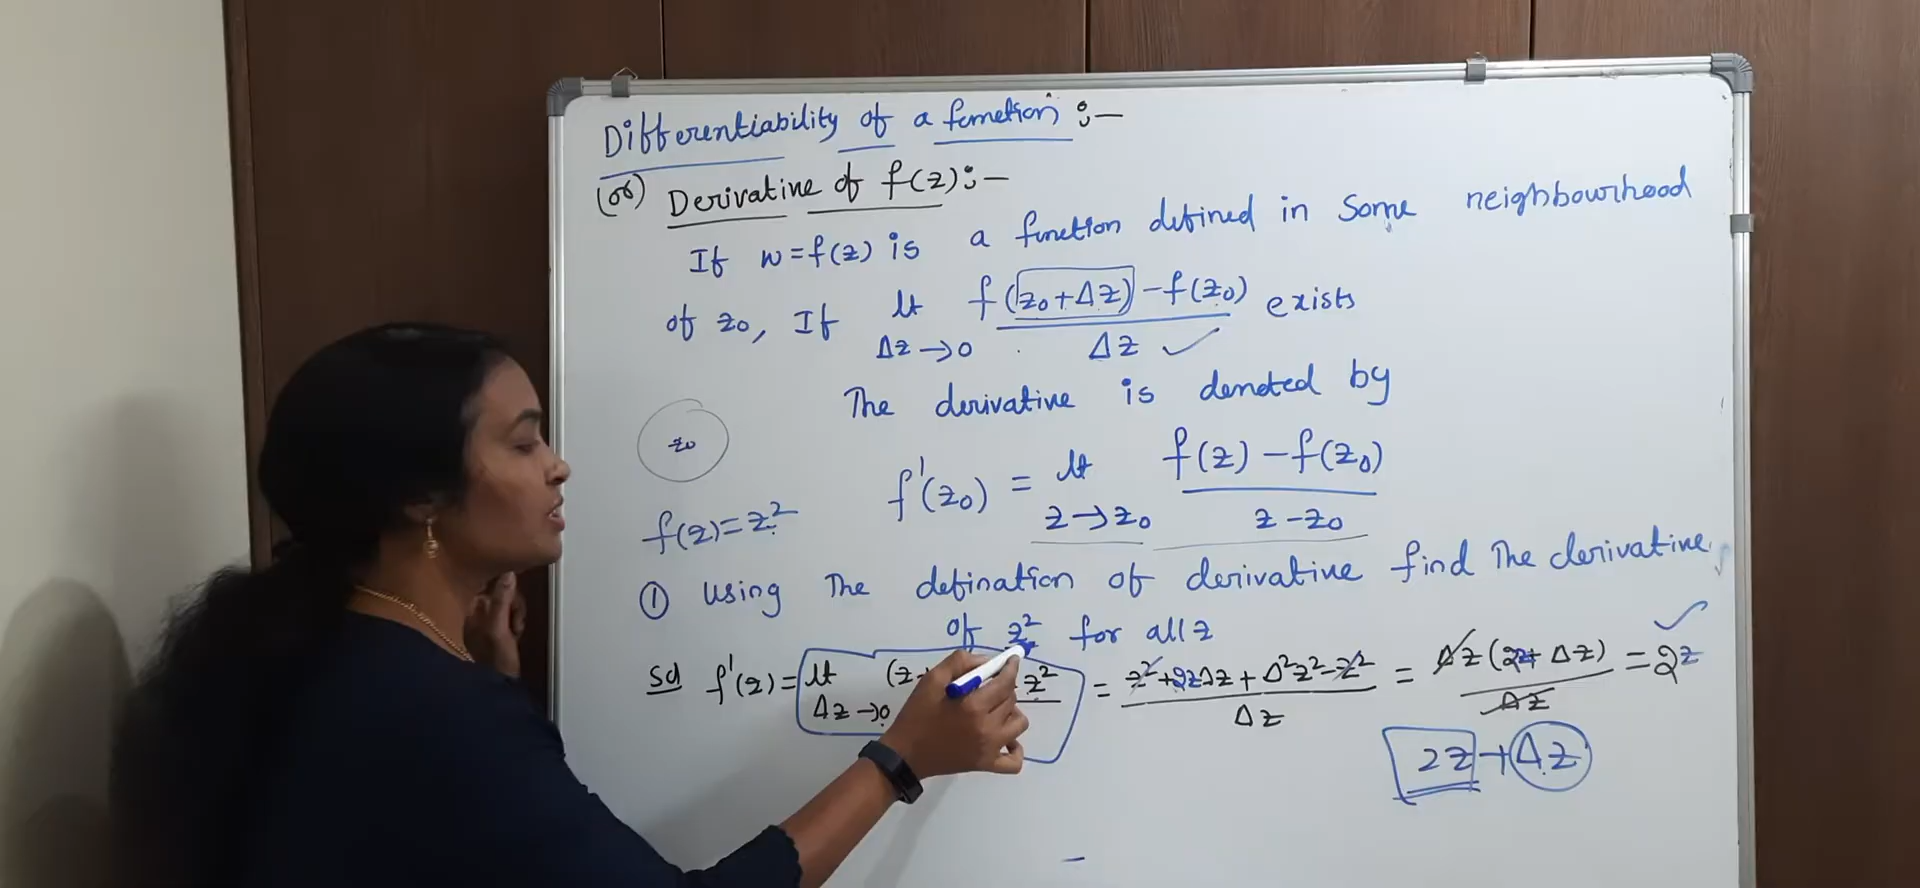 Differentiability of a function :-
(or) Derivative of f(z) :-
If w=f(z) is a function defined in some neighbourhood
of z₀, If lt Δz→0 f(z₀+Δz)-f(z₀) / Δz exists
The derivative is denoted by
z₀
f(z)=z²
f'(z₀) = lt z→z₀ f(z)-f(z₀) / z-z₀
① Using The defination of derivative find The derivative
of z² for all z
Sol f'(z) = lt Δz→0 (z z² = z²+2zΔz+Δ²z²-z² / Δz = Δz(2z+Δz) / Δz = 2z
2z+Δz